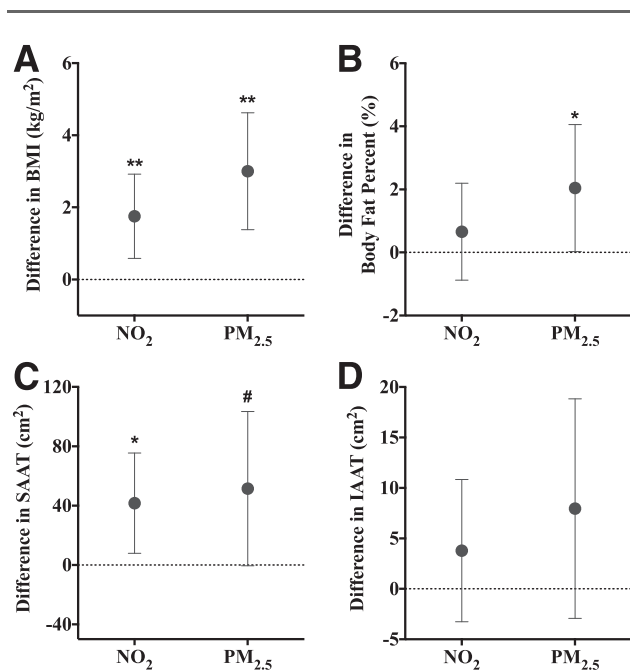 A
Difference in BMI (kg/m²)
6
4
2
0
**
**
NO₂
PM₂.₅
B
Difference in
Body Fat Percent (%)
6
4
2
0
-2
*
NO₂
PM₂.₅
C
Difference in SAAT (cm²)
120
80
40
0
-40
*
#
NO₂
PM₂.₅
D
Difference in IAAT (cm²)
20
15
10
5
0
-5
NO₂
PM₂.₅